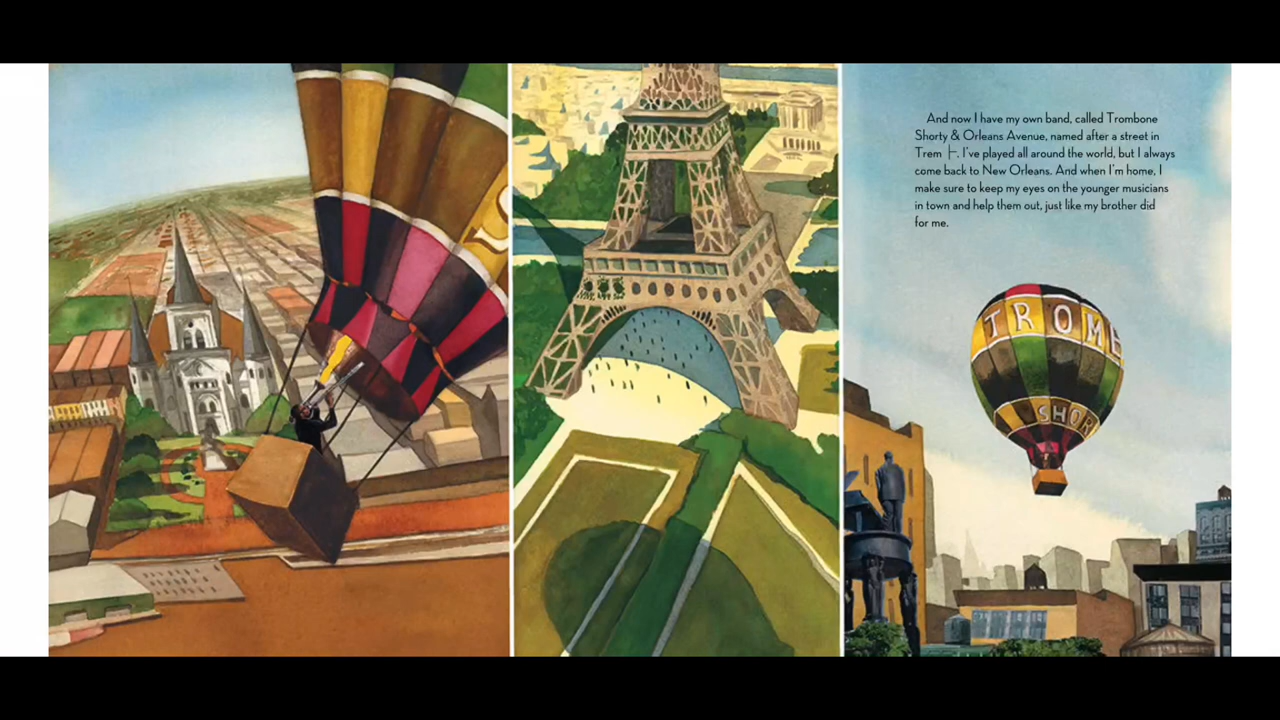 And now I have my own band, called Trombone
Shorty & Orleans Avenue, named after a street in
Trem ├. I've played all around the world, but I always
come back to New Orleans. And when I'm home, I
make sure to keep my eyes on the younger musicians
in town and help them out, just like my brother did
for me.
TROMB
SHOR